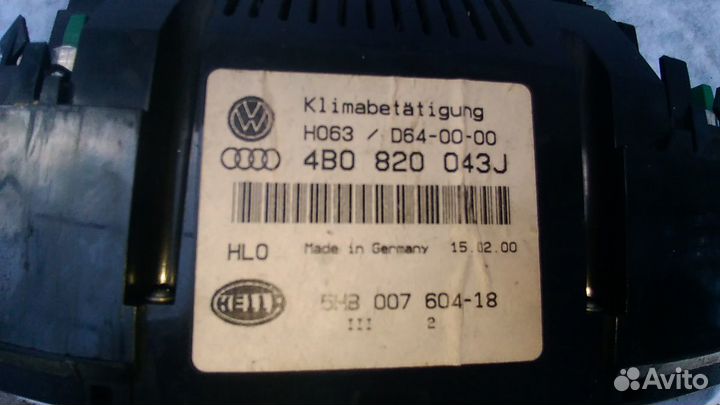 Klimabetätigung
H063 / D64-00-00
4B0 820 043J
HLO Made in Germany 15.02.00
HELLA 5HB 007 604-18
III 2
Avito